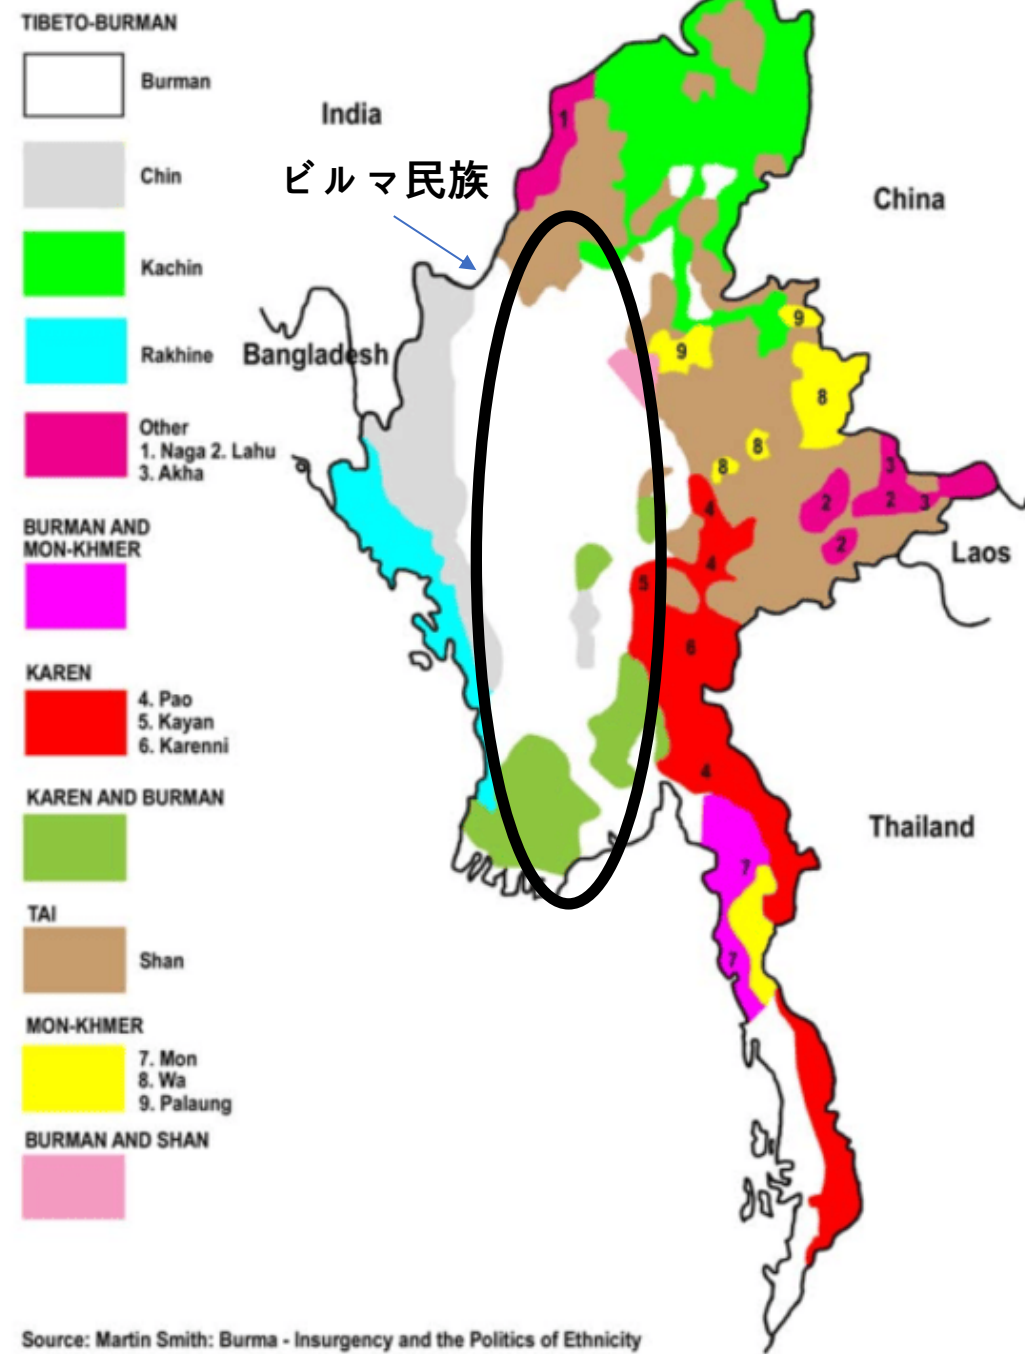 TIBETO-BURMAN
Burman
Chin
Kachin
Rakhine
Other
1. Naga 2. Lahu
3. Akha
BURMAN AND
MON-KHMER
KAREN
4. Pao
5. Kayan
6. Karenni
KAREN AND BURMAN
TAI
Shan
MON-KHMER
7. Mon
8. Wa
9. Palaung
BURMAN AND SHAN
India
ビルマ民族
China
Bangladesh
Laos
Thailand
1
9
9
8
8
8
3
2
2
3
2
4
4
5
6
4
7
7
Source: Martin Smith: Burma - Insurgency and the Politics of Ethnicity